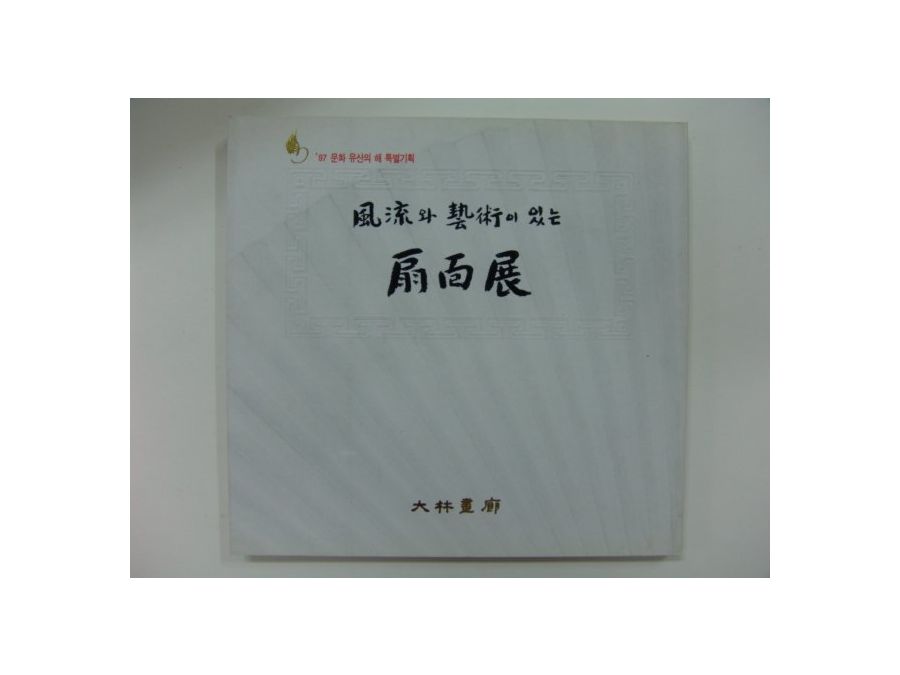 '97 문화 유산의 해 특별기획
風流와 藝術이 있는
扇面展
大林畫廊